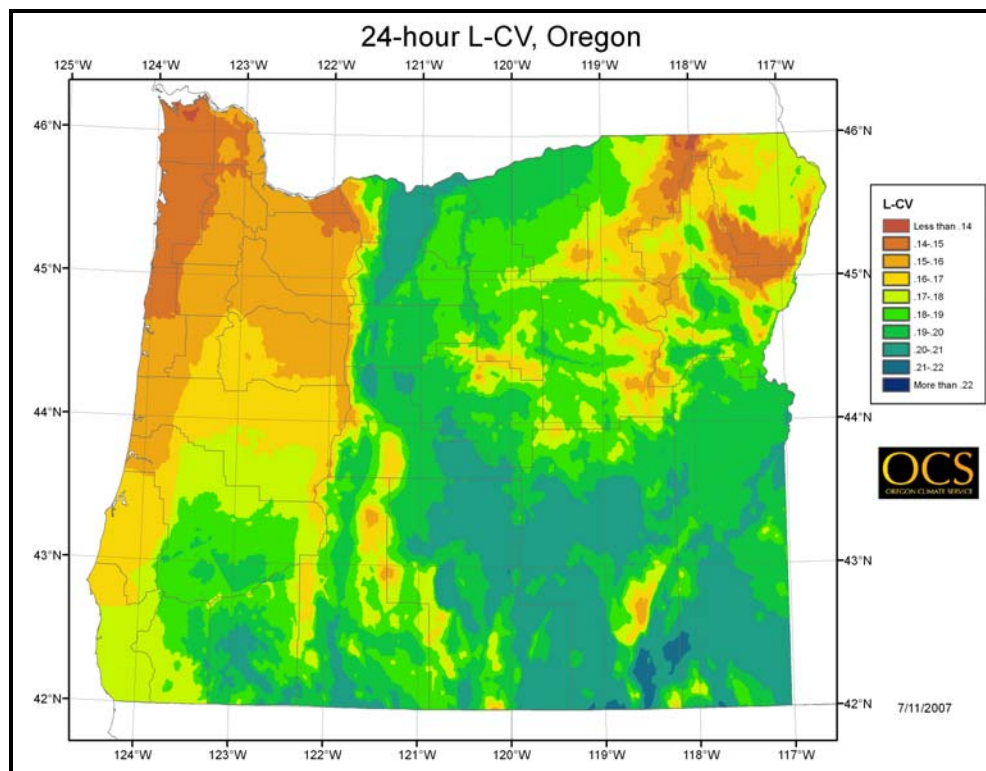 24-hour L-CV, Oregon
125°W 124°W 123°W 122°W 121°W 120°W 119°W 118°W 117°W
46°N 46°N
45°N 45°N
44°N 44°N
43°N 43°N
42°N 42°N
124°W 123°W 122°W 121°W 120°W 119°W 118°W 117°W
L-CV
Less than .14
.14-.15
.15-.16
.16-.17
.17-.18
.18-.19
.19-.20
.20-.21
.21-.22
More than .22
OCS
OREGON CLIMATE SERVICE
7/11/2007